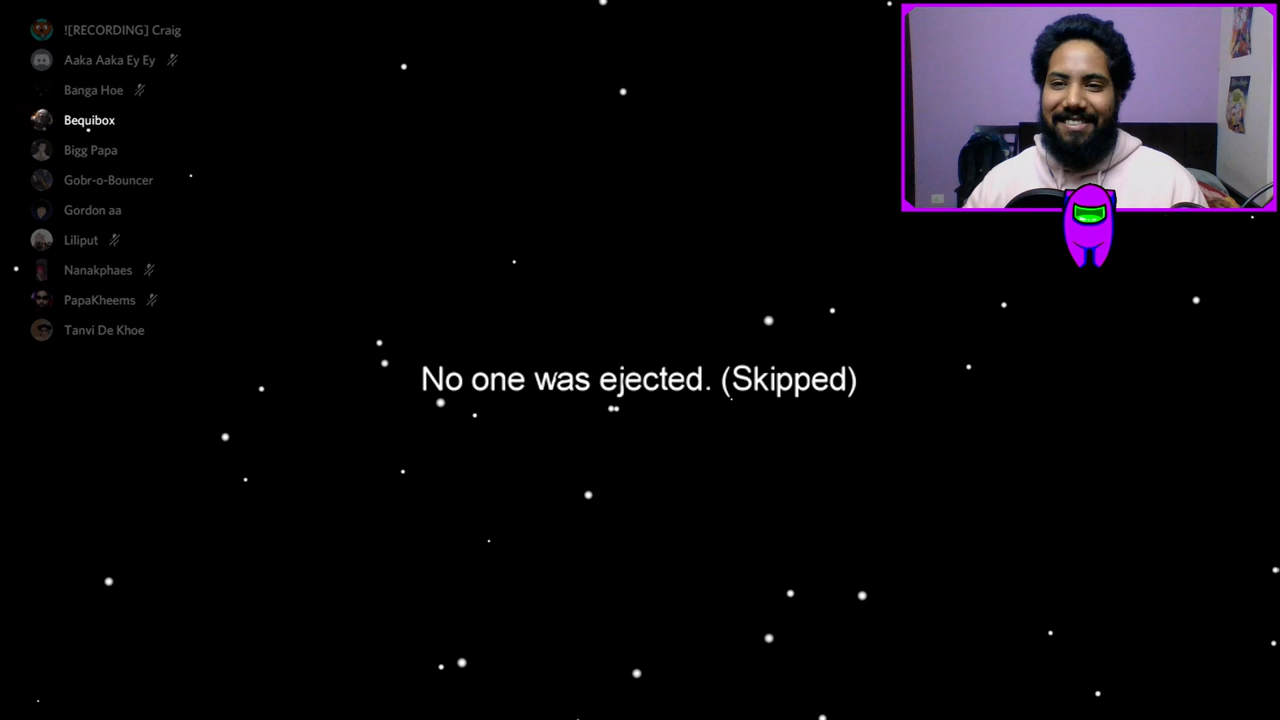 ![RECORDING] Craig
Aaka Aaka Ey Ey
Banga Hoe
Bequibox
Bigg Papa
Gobr-o-Bouncer
Gordon aa
Liliput
Nanakphaes
PapaKheems
Tanvi De Khoe
No one was ejected. (Skipped)